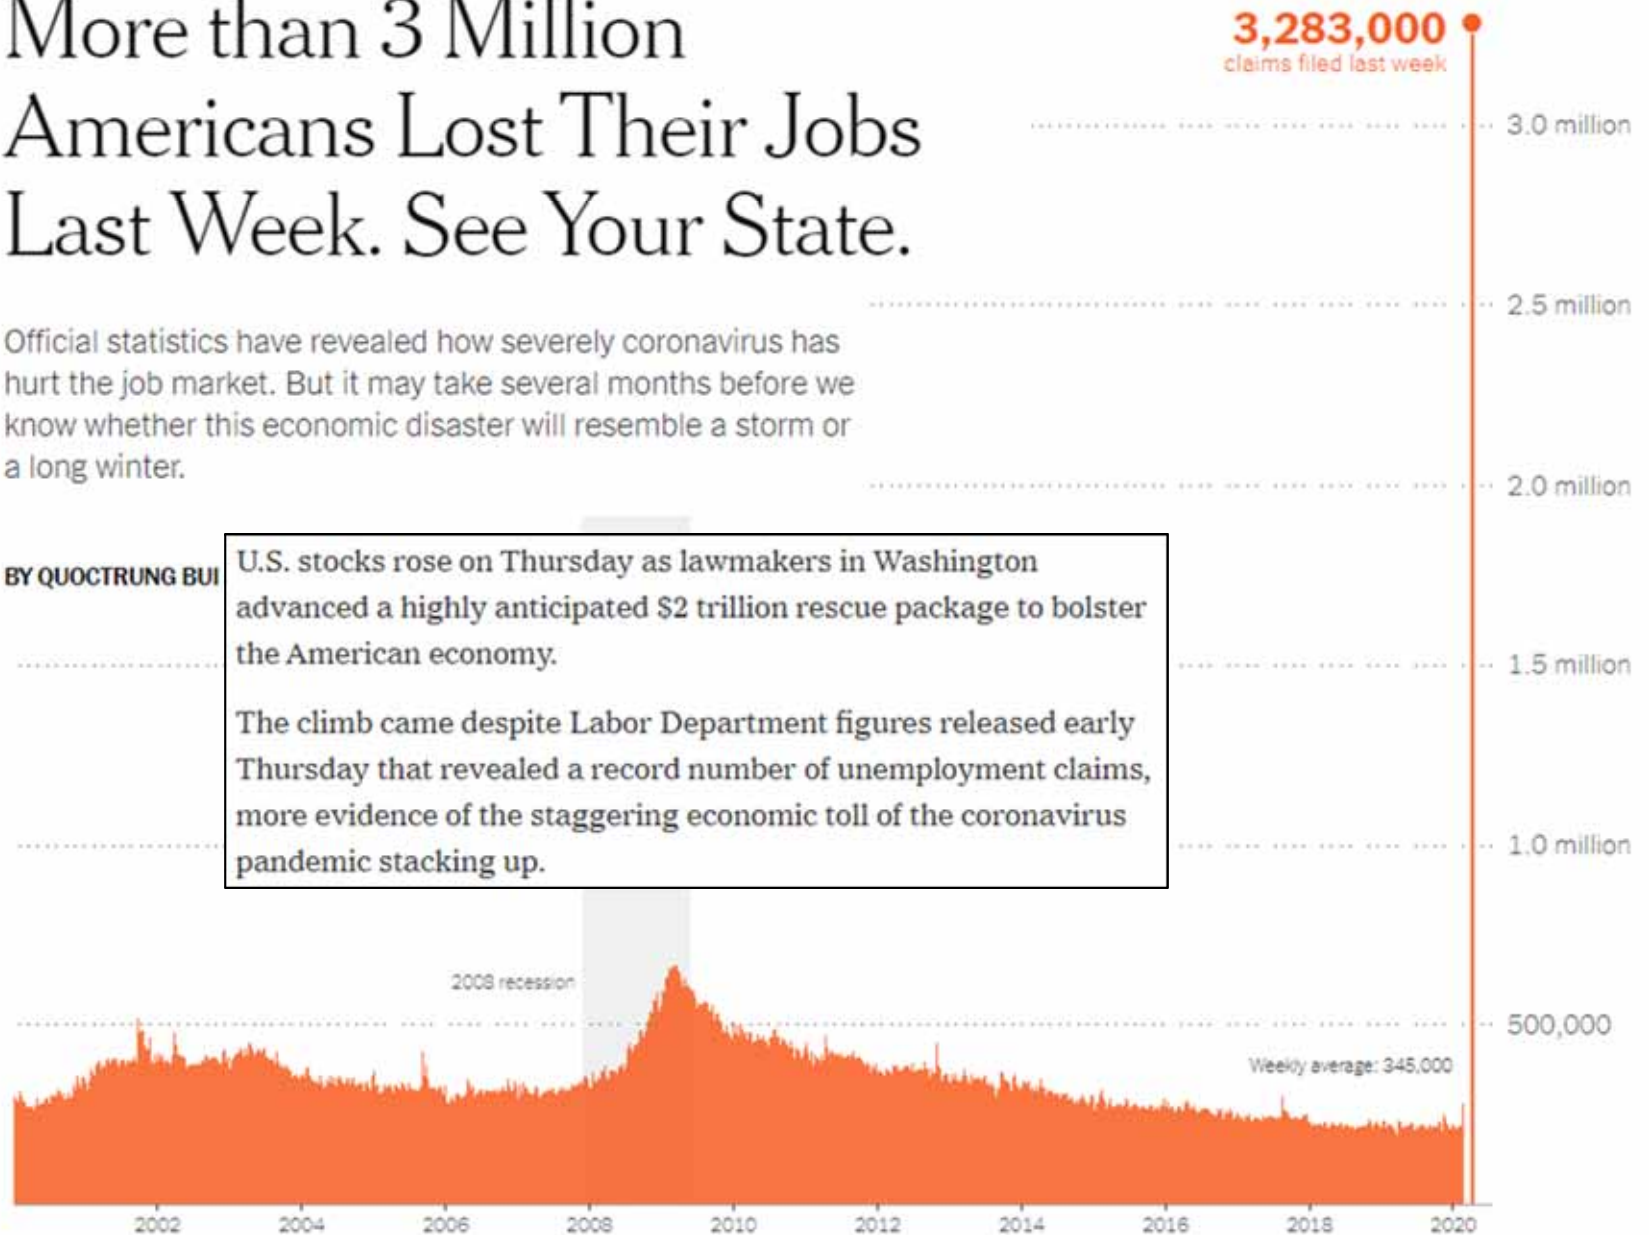 More than 3 Million
Americans Lost Their Jobs
Last Week. See Your State.
Official statistics have revealed how severely coronavirus has
hurt the job market. But it may take several months before we
know whether this economic disaster will resemble a storm or
a long winter.
BY QUOCTRUNG BUI
U.S. stocks rose on Thursday as lawmakers in Washington
advanced a highly anticipated $2 trillion rescue package to bolster
the American economy.
The climb came despite Labor Department figures released early
Thursday that revealed a record number of unemployment claims,
more evidence of the staggering economic toll of the coronavirus
pandemic stacking up.
3,283,000
claims filed last week
3.0 million
2.5 million
2.0 million
1.5 million
1.0 million
500,000
2008 recession
Weekly average: 345,000
2002 2004 2006 2008 2010 2012 2014 2016 2018 2020